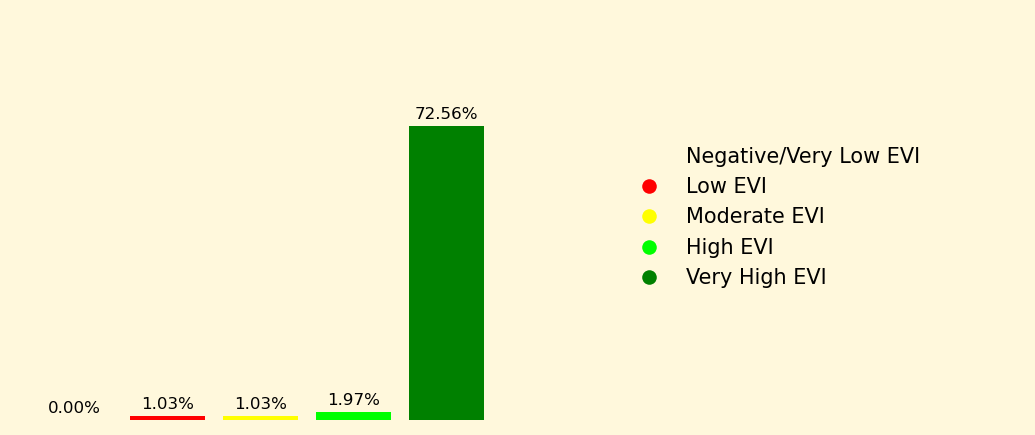 72.56%
0.00%
1.03%
1.03%
1.97%
Negative/Very Low EVI
Low EVI
Moderate EVI
High EVI
Very High EVI